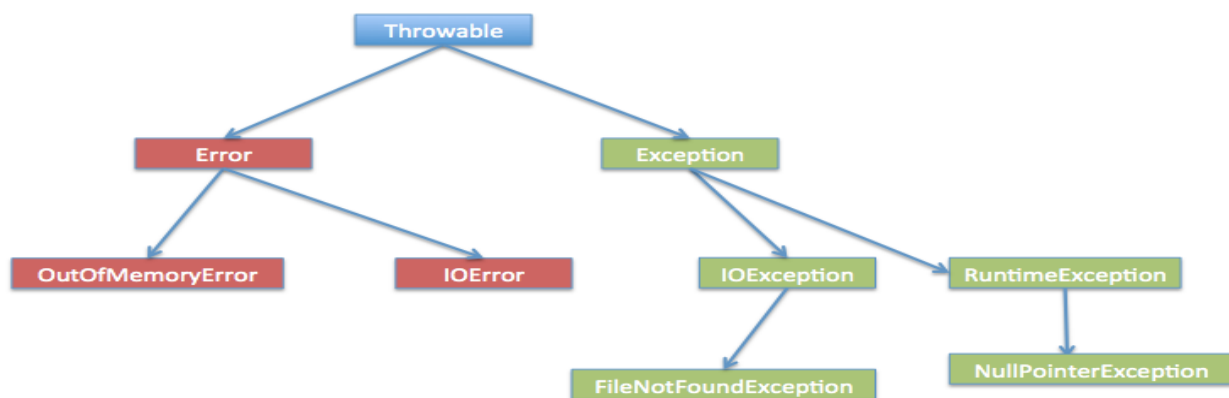 Throwable
Error
Exception
OutOfMemoryError
IOError
IOException
RuntimeException
FileNotFoundException
NullPointerException